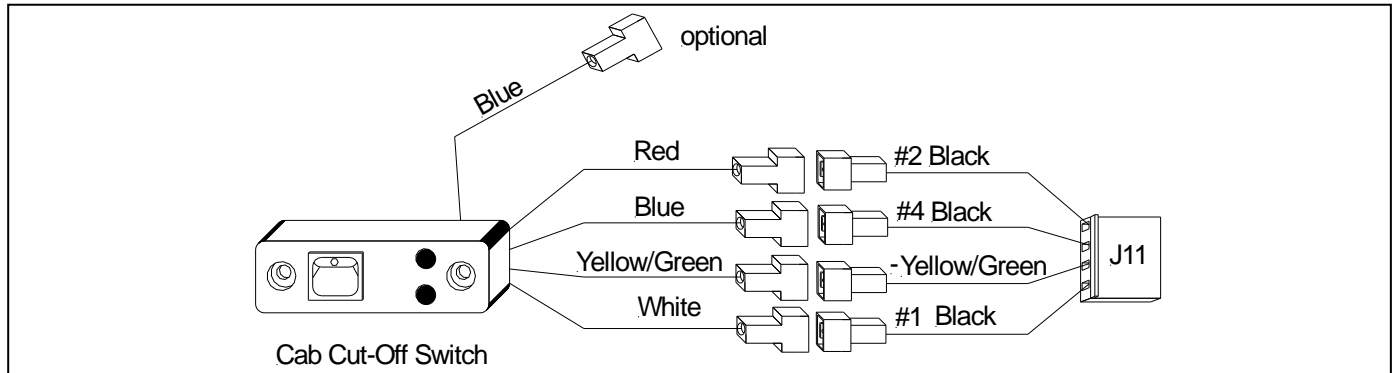 optional
Blue
Red
#2 Black
Blue
#4 Black
J11
Yellow/Green
-Yellow/Green
White
#1 Black
Cab Cut-Off Switch